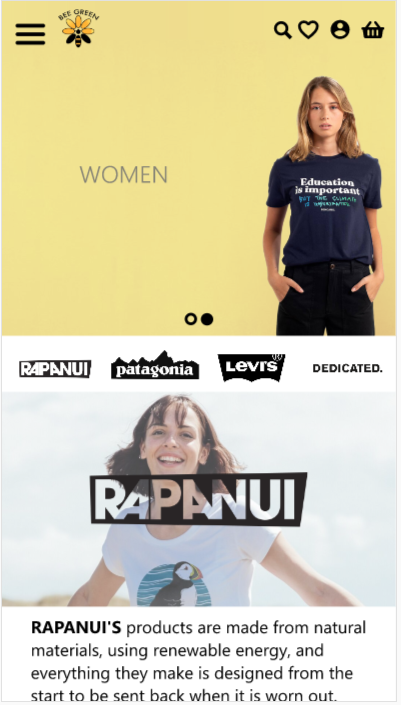 BEE GREEN
WOMEN
Education
is important
BUT THE CLIMATE
IS IMPORTANTEL
RAPANUI
patagonia
Levi's®
DEDICATED.
RAPANUI
RAPANUI'S products are made from natural
materials, using renewable energy, and
everything they make is designed from the
start to be sent back when it is worn out.